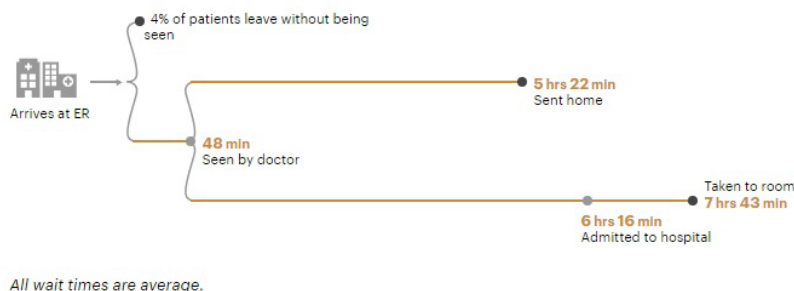 4% of patients leave without being
seen
Arrives at ER
5 hrs 22 min
Sent home
48 min
Seen by doctor
Taken to room
7 hrs 43 min
6 hrs 16 min
Admitted to hospital
All wait times are average.